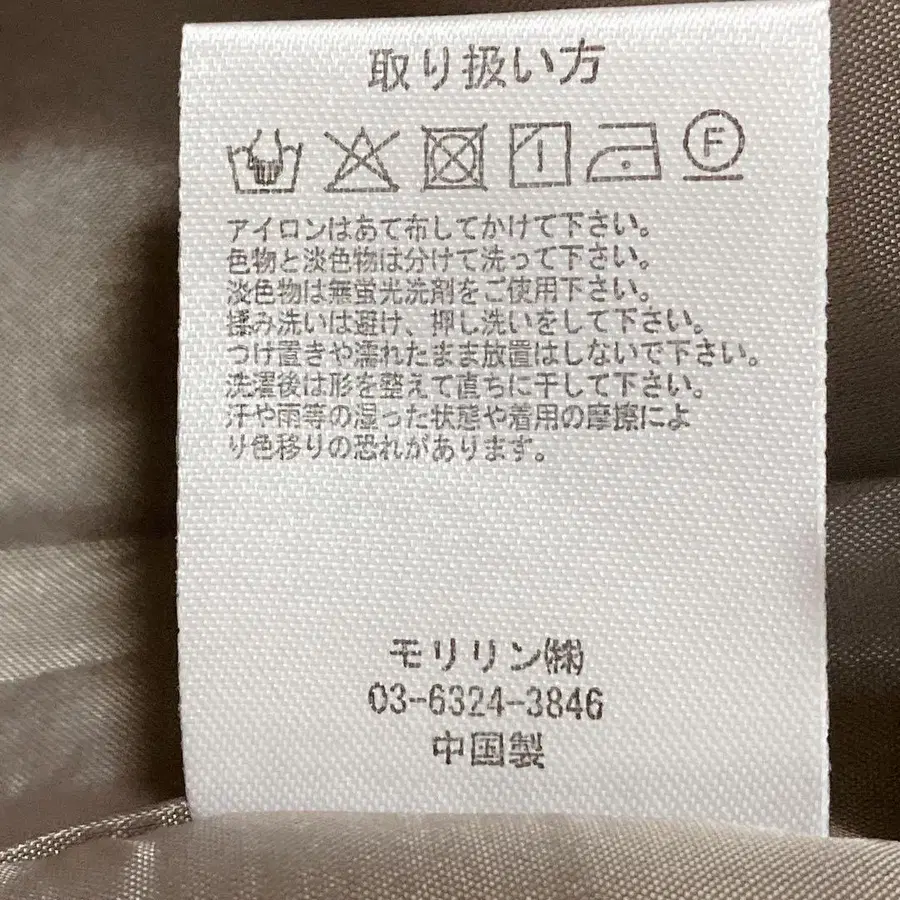 取り扱い方
F
アイロンはあて布してかけて下さい。
色物と淡色物は分けて洗って下さい。
淡色物は無蛍光洗剤をご使用下さい。
揉み洗いは避け、押し洗いをして下さい。
つけ置きや濡れたまま放置はしないで下さい。
洗濯後は形を整えて直ちに干して下さい。
汗や雨等の湿った状態や着用の摩擦によ
り色移りの恐れがあります。
モリリン㈱
03-6324-3846
中国製